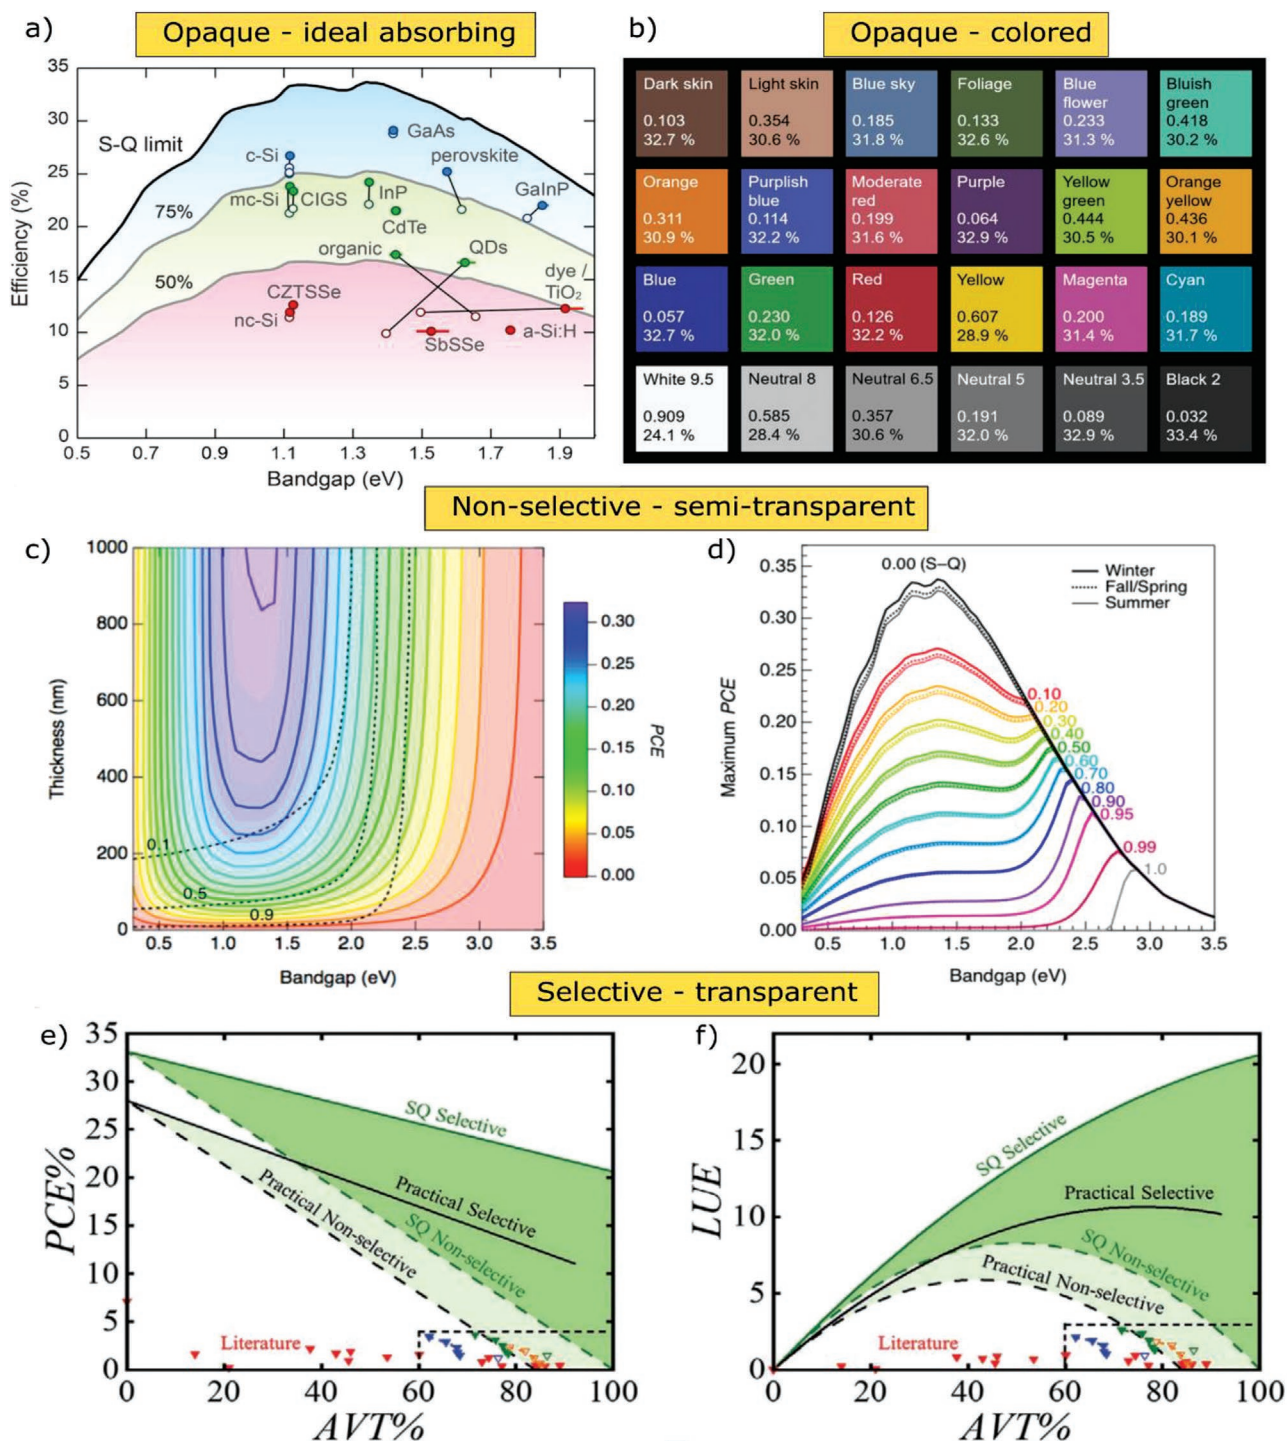 a)
Opaque - ideal absorbing
b)
Opaque - colored
Efficiency (%)
35
30
25
20
15
10
5
0
S-Q limit
75%
50%
c-Si
mc-Si
CIGS
GaAs
perovskite
GaInP
InP
CdTe
organic
QDs
dye /
TiO₂
CZTSSe
nc-Si
SbSSe
a-Si:H
0.5
0.7
0.9
1.1
1.3
1.5
1.7
1.9
Bandgap (eV)
Dark skin
0.103
32.7 %
Light skin
0.354
30.6 %
Blue sky
0.185
31.8 %
Foliage
0.133
32.6 %
Blue
flower
0.233
31.3 %
Bluish
green
0.418
30.2 %
Orange
0.311
30.9 %
Purplish
blue
0.114
32.2 %
Moderate
red
0.199
31.6 %
Purple
0.064
32.9 %
Yellow
green
0.444
30.5 %
Orange
yellow
0.436
30.1 %
Blue
0.057
32.7 %
Green
0.230
32.0 %
Red
0.126
32.2 %
Yellow
0.607
28.9 %
Magenta
0.200
31.4 %
Cyan
0.189
31.7 %
White 9.5
0.909
24.1 %
Neutral 8
0.585
28.4 %
Neutral 6.5
0.357
30.6 %
Neutral 5
0.191
32.0 %
Neutral 3.5
0.089
32.9 %
Black 2
0.032
33.4 %
Non-selective - semi-transparent
c)
Thickness (nm)
1000
800
600
400
200
0
0.1
0.5
0.9
0.5
1.0
1.5
2.0
2.5
3.0
3.5
Bandgap (eV)
0.30
0.25
0.20
0.15
0.10
0.05
0.00
PCE
d)
Maximum PCE
0.35
0.30
0.25
0.20
0.15
0.10
0.05
0.00
0.00 (S–Q)
Winter
Fall/Spring
Summer
0.10
0.20
0.30
0.40
0.50
0.60
0.70
0.80
0.90
0.95
0.99
1.0
0.5
1.0
1.5
2.0
2.5
3.0
3.5
Bandgap (eV)
Selective - transparent
e)
PCE%
35
30
25
20
15
10
5
0
SQ Selective
Practical Selective
SQ Non-selective
Practical Non-selective
Literature
0
20
40
60
80
100
AVT%
f)
LUE
20
15
10
5
0
SQ Selective
Practical Selective
SQ Non-selective
Practical Non-selective
Literature
0
20
40
60
80
100
AVT%